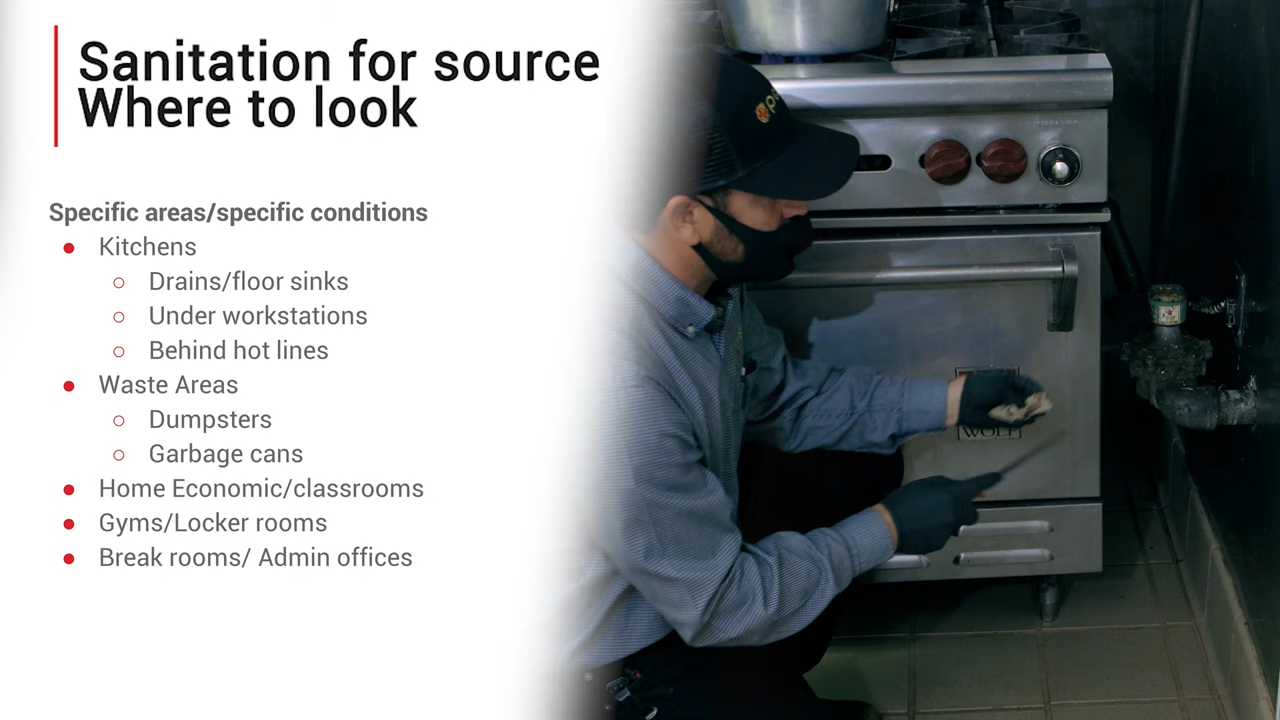 Sanitation for source
Where to look
Specific areas/specific conditions
● Kitchens
○ Drains/floor sinks
○ Under workstations
○ Behind hot lines
● Waste Areas
○ Dumpsters
○ Garbage cans
● Home Economic/classrooms
● Gyms/Locker rooms
● Break rooms/ Admin offices
WOLF